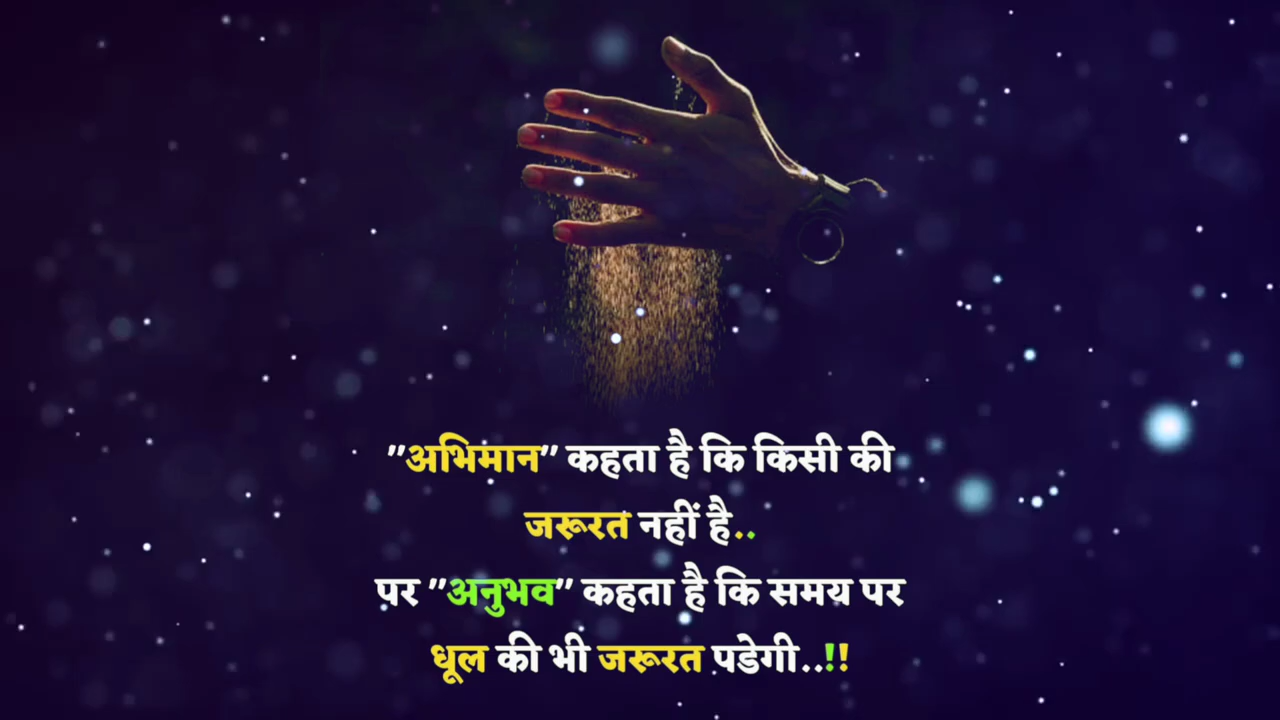 "अभिमान" कहता है कि किसी की
जरूरत नहीं है..
पर "अनुभव" कहता है कि समय पर
धूल की भी जरूरत पडेगी..!!